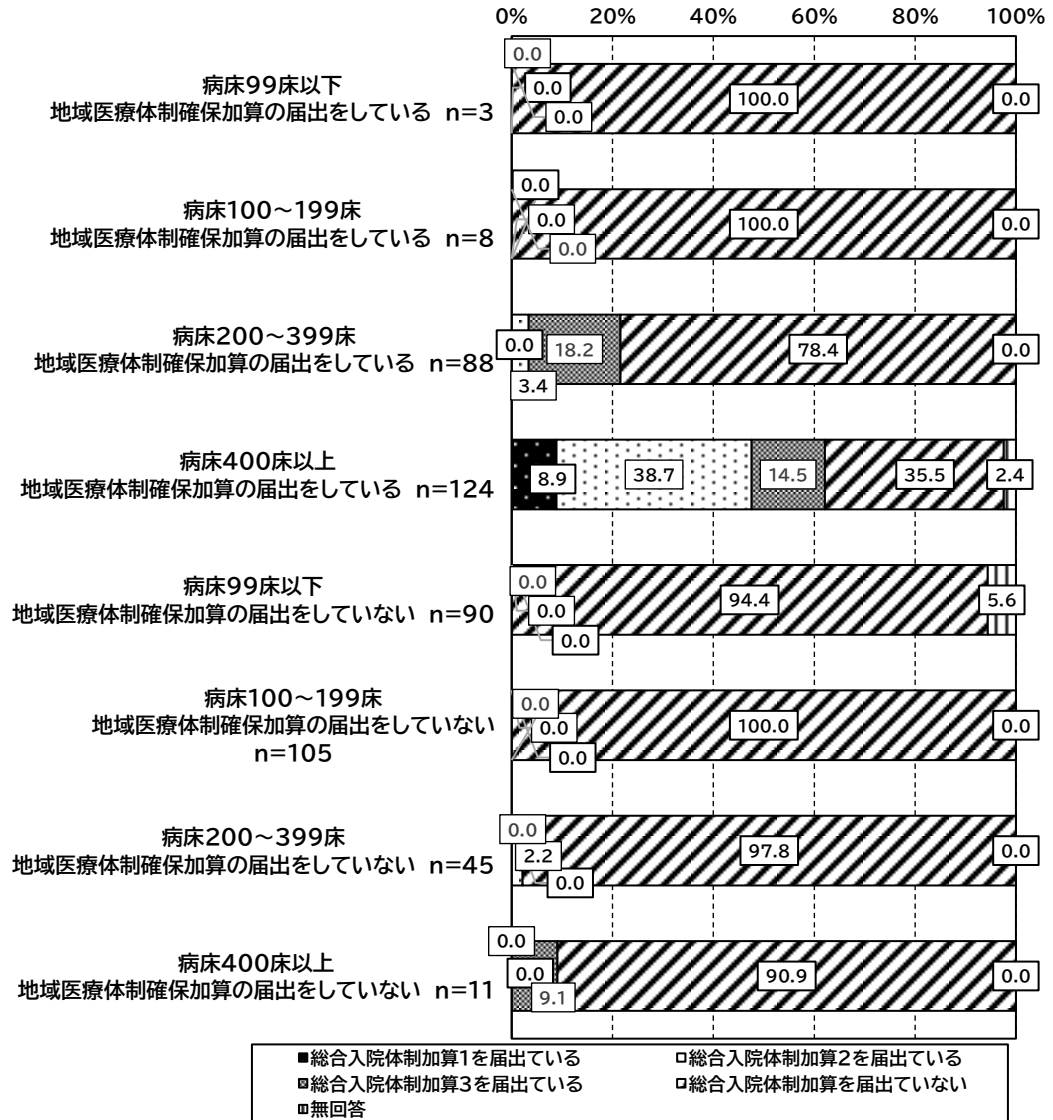 0% 20% 40% 60% 80% 100%
0.0
病床99床以下
地域医療体制確保加算の届出をしている n=3
0.0
0.0
100.0
0.0
病床100～199床
地域医療体制確保加算の届出をしている n=8
0.0
0.0
0.0
100.0
0.0
病床200～399床
地域医療体制確保加算の届出をしている n=88
0.0
3.4
18.2
78.4
0.0
病床400床以上
地域医療体制確保加算の届出をしている n=124
8.9
38.7
14.5
35.5
2.4
病床99床以下
地域医療体制確保加算の届出をしていない n=90
0.0
0.0
0.0
94.4
5.6
病床100～199床
地域医療体制確保加算の届出をしていない
n=105
0.0
0.0
0.0
100.0
0.0
病床200～399床
地域医療体制確保加算の届出をしていない n=45
0.0
2.2
0.0
97.8
0.0
病床400床以上
地域医療体制確保加算の届出をしていない n=11
0.0
0.0
9.1
90.9
0.0
総合入院体制加算1を届出ている
総合入院体制加算2を届出ている
総合入院体制加算3を届出ている
総合入院体制加算を届出ていない
無回答